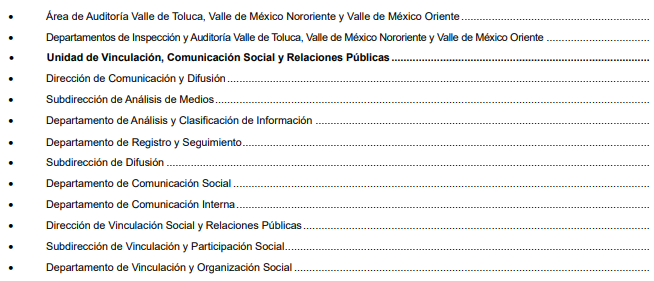 • Área de Auditoría Valle de Toluca, Valle de México Nororiente y Valle de México Oriente ........................................
• Departamentos de Inspección y Auditoría Valle de Toluca, Valle de México Nororiente y Valle de México Oriente ......................
• Unidad de Vinculación, Comunicación Social y Relaciones Públicas ................................................
• Dirección de Comunicación y Difusión ................................................................................
• Subdirección de Análisis de Medios ..................................................................................
• Departamento de Análisis y Clasificación de Información .............................................................
• Departamento de Registro y Seguimiento ..............................................................................
• Subdirección de Difusión ............................................................................................
• Departamento de Comunicación Social .................................................................................
• Departamento de Comunicación Interna ................................................................................
• Dirección de Vinculación Social y Relaciones Públicas ...............................................................
• Subdirección de Vinculación y Participación Social ..................................................................
• Departamento de Vinculación y Organización Social ...................................................................